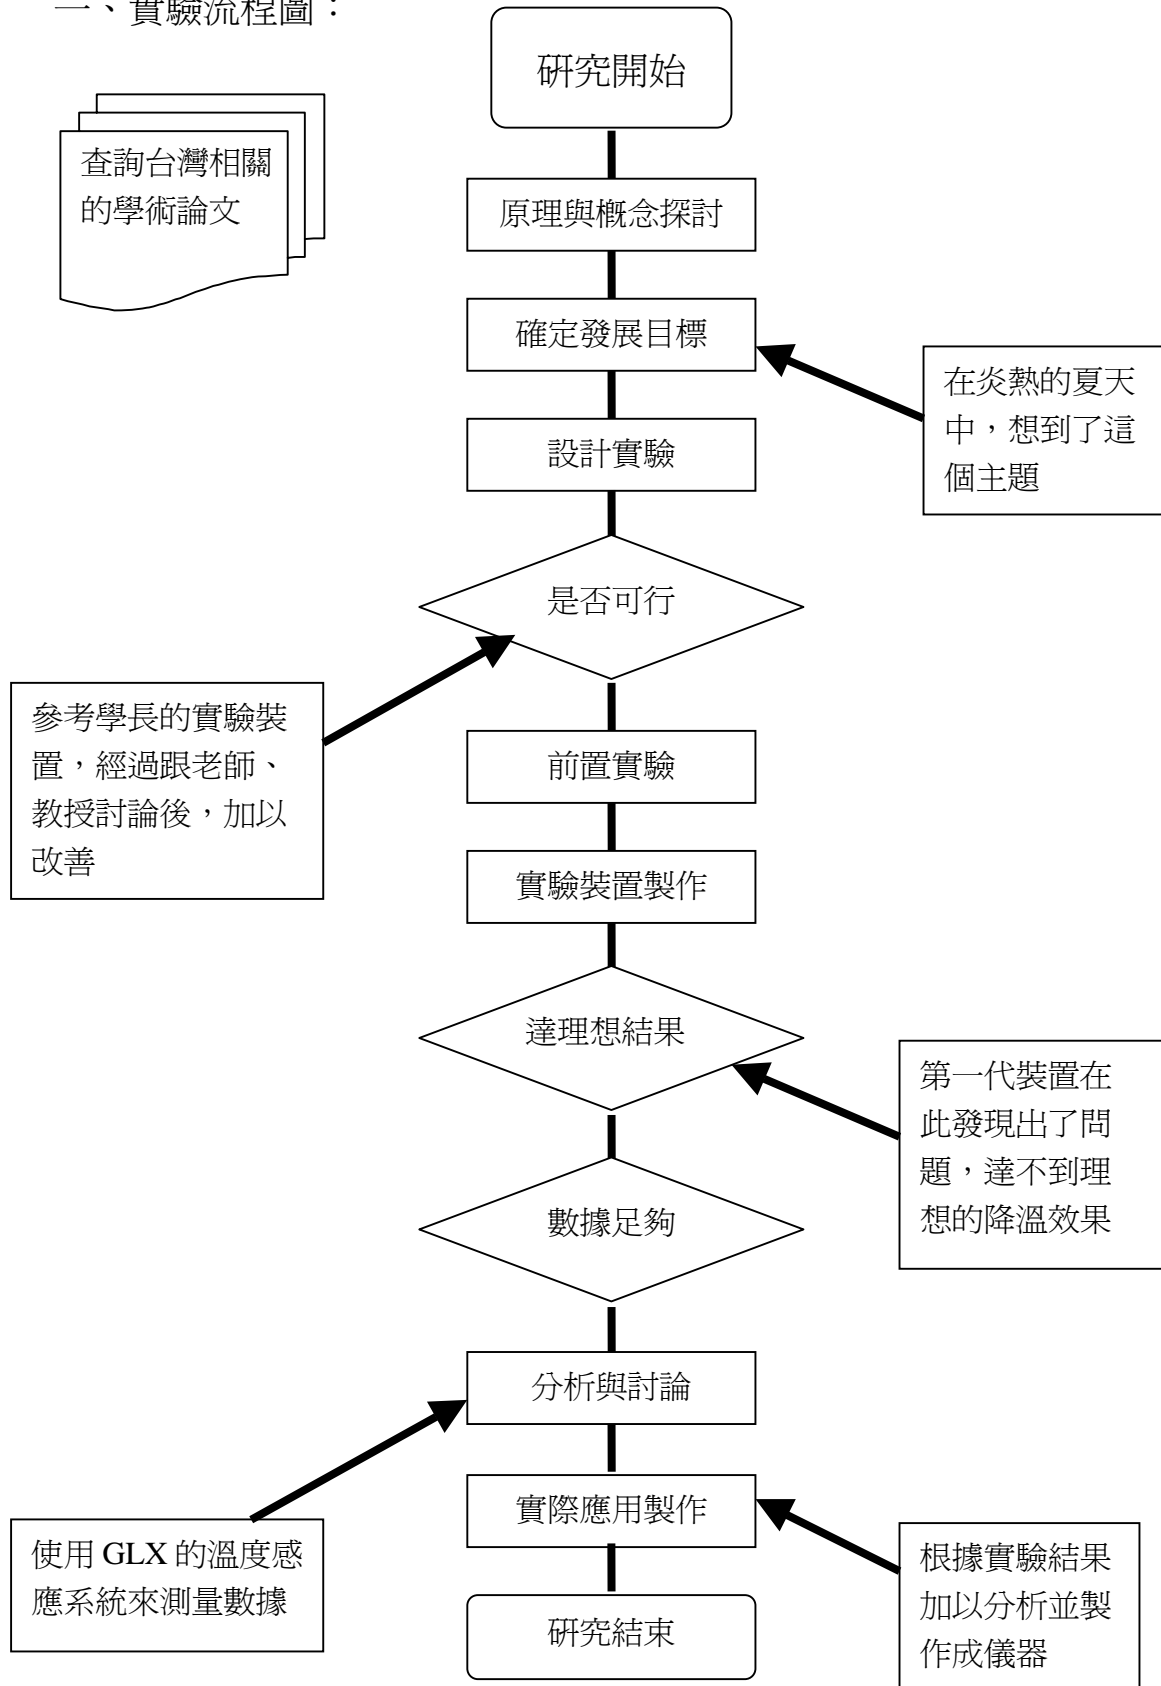 一、實驗流程圖：
研究開始
查詢台灣相關
的學術論文
原理與概念探討
確定發展目標
在炎熱的夏天
中，想到了這
個主題
設計實驗
是否可行
參考學長的實驗裝
置，經過跟老師、
教授討論後，加以
改善
前置實驗
實驗裝置製作
達理想結果
第一代裝置在
此發現出了問
題，達不到理
想的降溫效果
數據足夠
分析與討論
使用 GLX 的溫度感
應系統來測量數據
實際應用製作
根據實驗結果
加以分析並製
作成儀器
研究結束